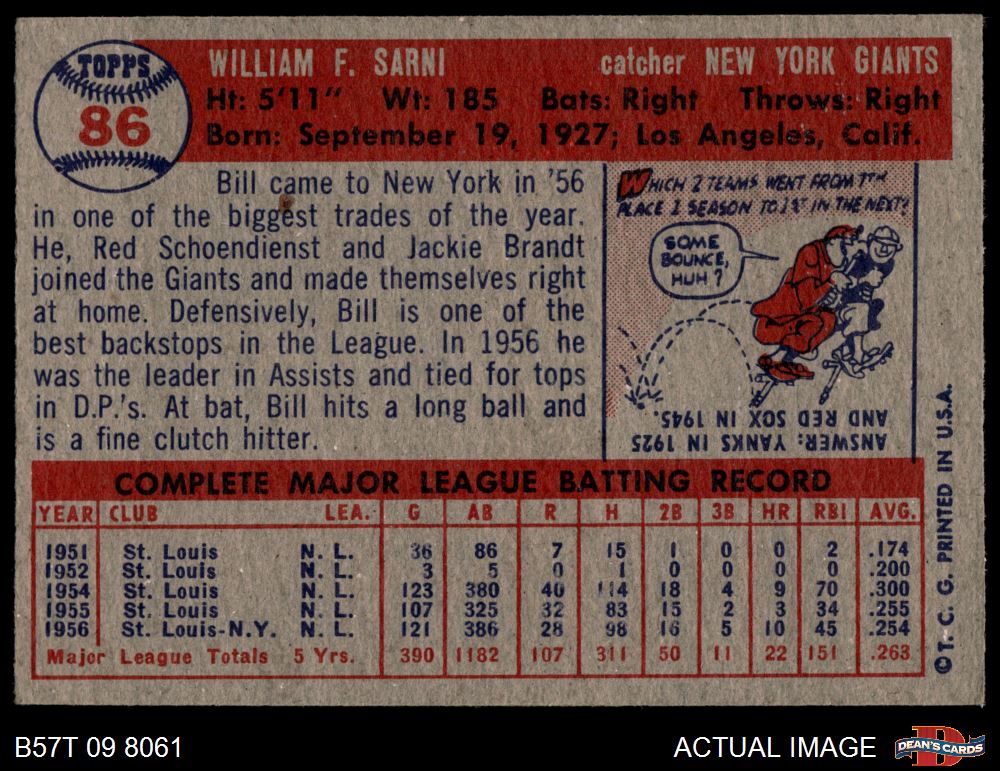 TOPPS
86
WILLIAM F. SARNI catcher NEW YORK GIANTS
Ht: 5'11" Wt: 185 Bats: Right Throws: Right
Born: September 19, 1927; Los Angeles, Calif.
Bill came to New York in '56
in one of the biggest trades of the year.
He, Red Schoendienst and Jackie Brandt
joined the Giants and made themselves right
at home. Defensively, Bill is one of the
best backstops in the League. In 1956 he
was the leader in Assists and tied for tops
in D.P.'s. At bat, Bill hits a long ball and
is a fine clutch hitter.
WHICH 2 TEAMS WENT FROM 7TH
PLACE 1 SEASON TO 1ST IN THE NEXT?
SOME
BOUNCE,
HUH?
ANSWER: YANKS IN 1925
AND RED SOX IN 1945.
COMPLETE MAJOR LEAGUE BATTING RECORD
YEAR CLUB LEA. G AB R H 2B 3B HR RBI AVG.
1951 St. Louis N. L. 36 86 7 15 1 0 0 2 .174
1952 St. Louis N. L. 3 5 0 1 0 0 0 0 .200
1954 St. Louis N. L. 123 380 40 114 18 4 9 70 .300
1955 St. Louis N. L. 107 325 32 83 15 2 3 34 .255
1956 St. Louis-N.Y. N. L. 121 386 28 98 16 5 10 45 .254
Major League Totals 5 Yrs. 390 1182 107 311 50 11 22 151 .263
© T. C. G. PRINTED IN U.S.A.
B57T 09 8061 ACTUAL IMAGE
DEAN'S CARDS